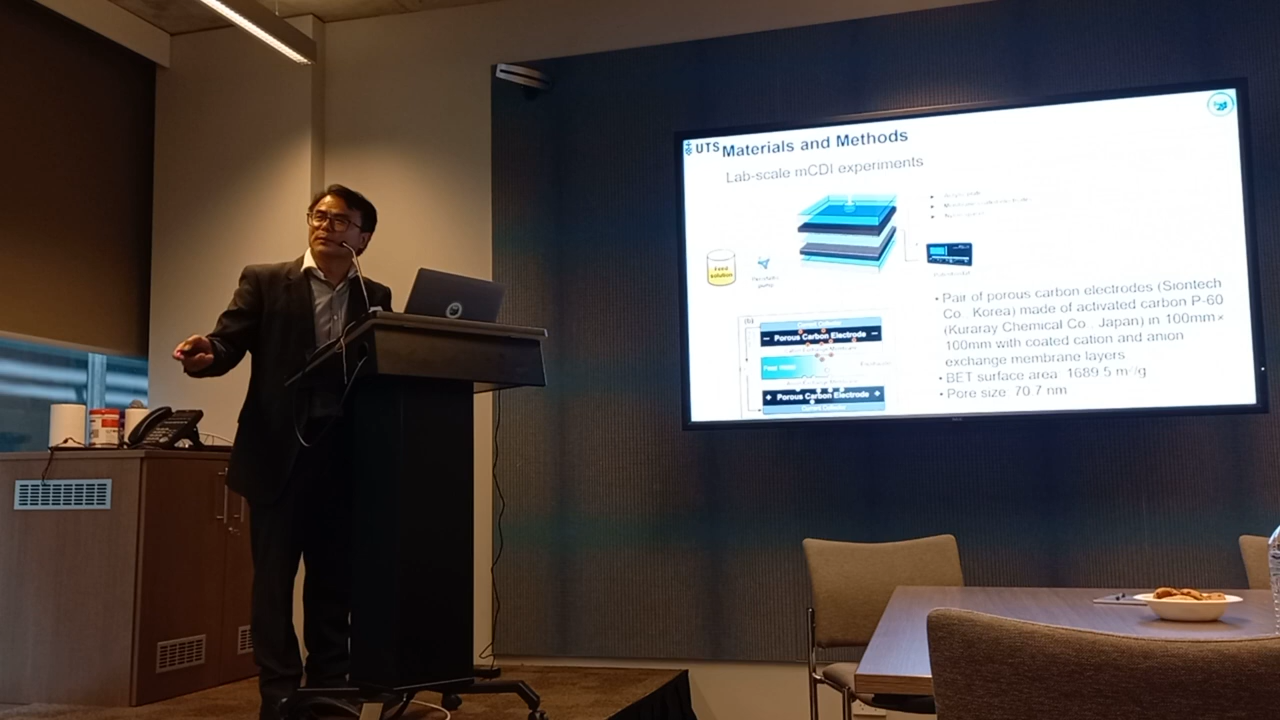 UTS
Materials and Methods
Lab-scale mCDI experiments
Feed
solution
pump
Porous Carbon Electrode
Feed Water
Porous Carbon Electrode
Current Collector
• Pair of porous carbon electrodes (Siontech
Co., Korea) made of activated carbon P-60
(Kuraray Chemical Co., Japan) in 100mm×
100mm with coated cation and anion
exchange membrane layers
• BET surface area: 1689.5 m²/g
• Pore size: 70.7 nm